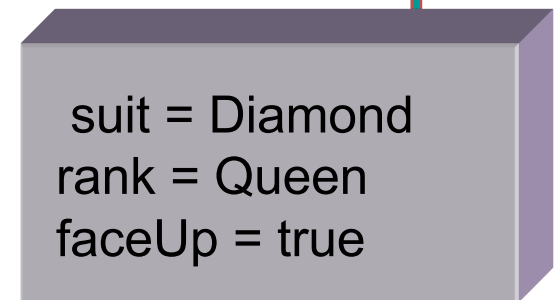 suit = Diamond
rank = Queen
faceUp = true